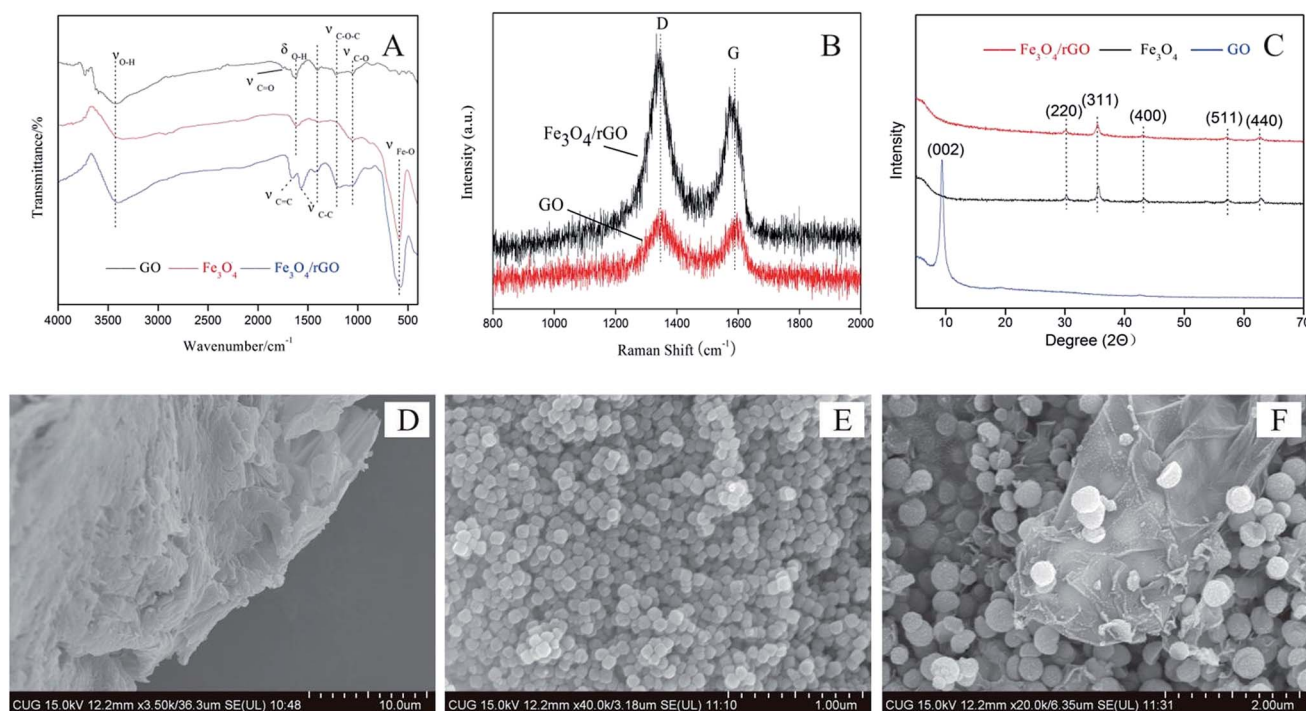 A
ν O-H
δ O-H
ν C-O-C
ν C-O
ν C=O
ν Fe-O
ν C=C
ν C-C
GO Fe3O4 Fe3O4/rGO
Transmittance/%
4000 3500 3000 2500 2000 1500 1000 500
Wavenumber/cm-1
B
D
G
Fe3O4/rGO
GO
Intensity (a.u.)
800 1000 1200 1400 1600 1800 2000
Raman Shift (cm-1)
C
Fe3O4/rGO Fe3O4 GO
(002)
(220)
(311)
(400)
(511)
(440)
Intensity
10 20 30 40 50 60 70
Degree (2Θ)
D
CUG 15.0kV 12.2mm x3.50k/36.3um SE(UL) 10:48 10.0um
E
CUG 15.0kV 12.2mm x40.0k/3.18um SE(UL) 11:10 1.00um
F
CUG 15.0kV 12.2mm x20.0k/6.35um SE(UL) 11:31 2.00um